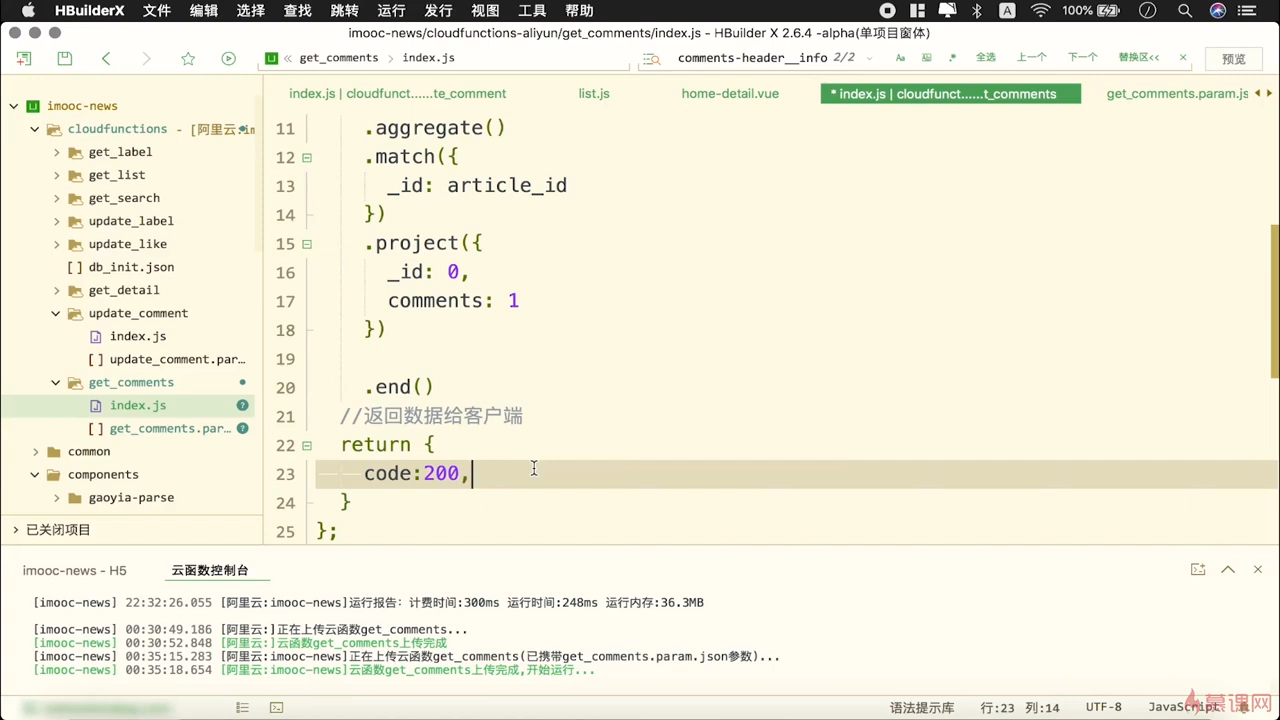 HBuilderX 文件 编辑 选择 查找 跳转 运行 发行 视图 工具 帮助 100%
imooc-news/cloudfunctions-aliyun/get_comments/index.js - HBuilder X 2.6.4 -alpha(单项目窗体)
get_comments index.js comments-header__info 2/2 Aa 全选 上一个 下一个 替换区<< 预览
imooc-news
cloudfunctions - [阿里云:im
get_label
get_list
get_search
update_label
update_like
[] db_init.json
get_detail
update_comment
index.js
[] update_comment.par...
get_comments
index.js
[] get_comments.par...
common
components
gaoyia-parse
已关闭项目
index.js | cloudfunct......te_comment list.js home-detail.vue * index.js | cloudfunct......t_comments get_comments.param.js
11 .aggregate()
12 .match({
13 _id: article_id
14 })
15 .project({
16 _id: 0,
17 comments: 1
18 })
19
20 .end()
21 //返回数据给客户端
22 return {
23 code:200,
24 }
25 };
imooc-news - H5 云函数控制台
[imooc-news] 22:32:26.055 [阿里云:imooc-news]运行报告: 计费时间:300ms 运行时间:248ms 运行内存:36.3MB
[imooc-news] 00:30:49.186 [阿里云:]正在上传云函数get_comments...
[imooc-news] 00:30:52.848 [阿里云:]云函数get_comments上传完成
[imooc-news] 00:35:15.283 [阿里云:imooc-news]正在上传云函数get_comments(已携带get_comments.param.json参数)...
[imooc-news] 00:35:18.654 [阿里云:imooc-news]云函数get_comments上传完成,开始运行...
语法提示库 行:23 列:14 UTF-8 JavaScript
慕课网